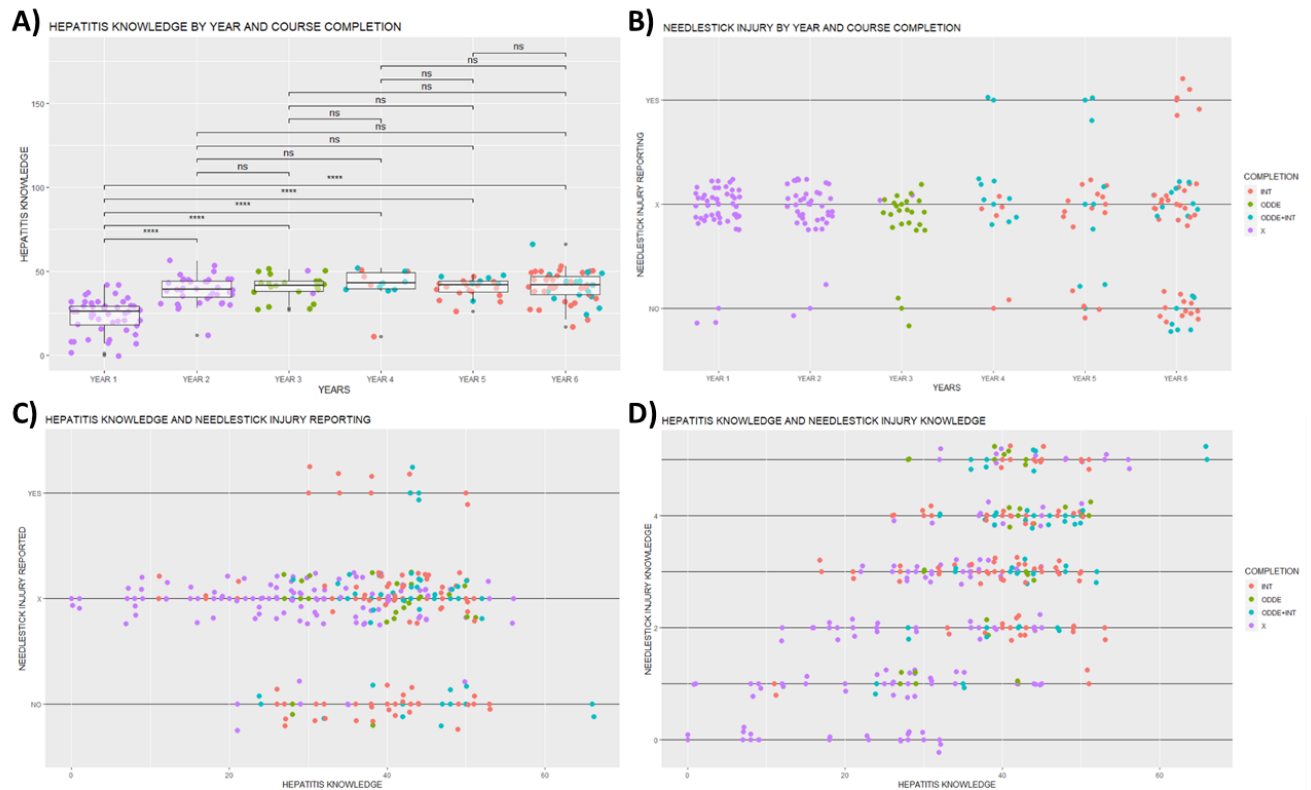 A)
HEPATITIS KNOWLEDGE BY YEAR AND COURSE COMPLETION
HEPATITIS KNOWLEDGE
150
100
50
0
ns
ns
ns
ns
ns
ns
ns
ns
ns
ns
****
****
****
****
****
YEAR 1 YEAR 2 YEAR 3 YEAR 4 YEAR 5 YEAR 6
YEARS
B)
NEEDLESTICK INJURY BY YEAR AND COURSE COMPLETION
NEEDLESTICK INJURY REPORTING
YES
X
NO
YEAR 1 YEAR 2 YEAR 3 YEAR 4 YEAR 5 YEAR 6
YEARS
COMPLETION
INT
ODDE
ODDE+INT
X
C)
HEPATITIS KNOWLEDGE AND NEEDLESTICK INJURY REPORTING
NEEDLESTICK INJURY REPORTED
YES
X
NO
0 20 40 60
HEPATITIS KNOWLEDGE
D)
HEPATITIS KNOWLEDGE AND NEEDLESTICK INJURY KNOWLEDGE
NEEDLESTICK INJURY KNOWLEDGE
4
2
0
0 20 40 60
HEPATITIS KNOWLEDGE
COMPLETION
INT
ODDE
ODDE+INT
X